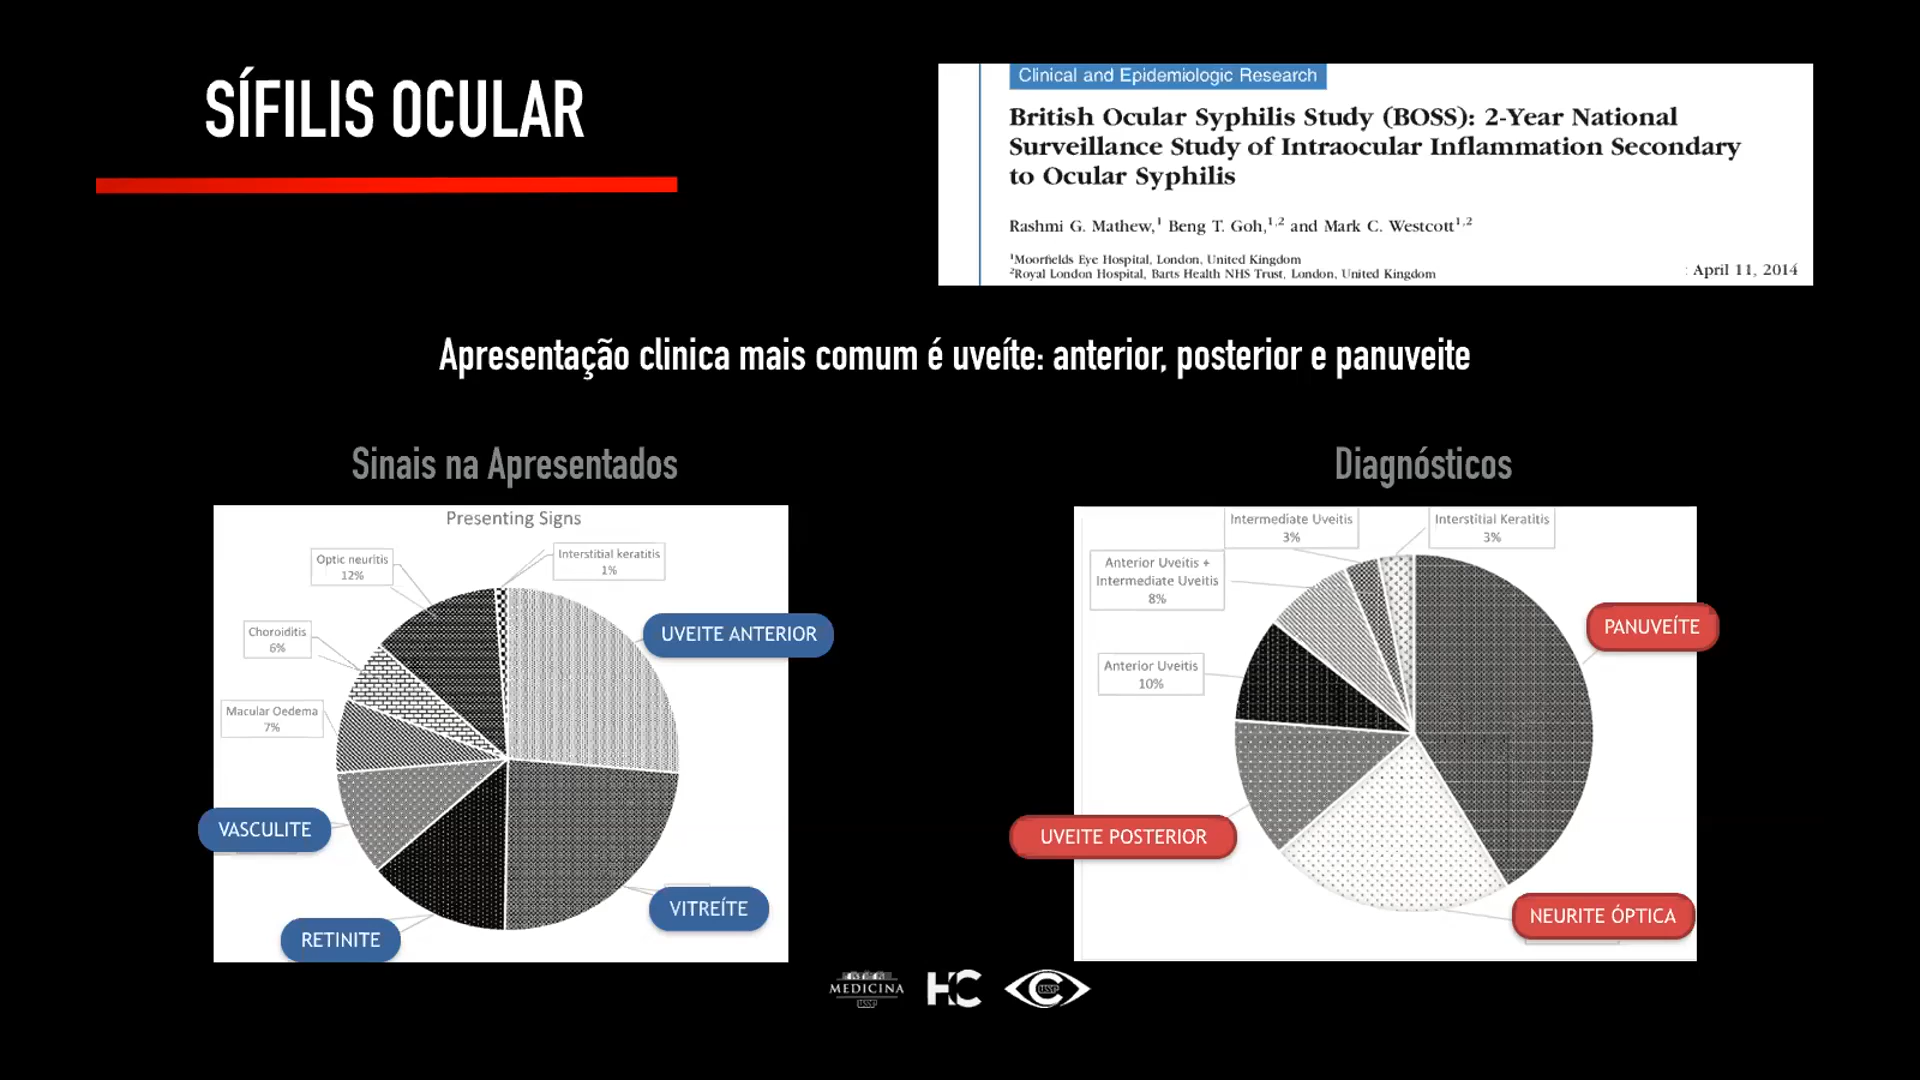 SÍFILIS OCULAR
Clinical and Epidemiologic Research
British Ocular Syphilis Study (BOSS): 2-Year National
Surveillance Study of Intraocular Inflammation Secondary
to Ocular Syphilis
Rashmi G. Mathew,1 Beng T. Goh,1,2 and Mark C. Westcott1,2
1Moorfields Eye Hospital, London, United Kingdom
2Royal London Hospital, Barts Health NHS Trust, London, United Kingdom
: April 11, 2014
Apresentação clinica mais comum é uveíte: anterior, posterior e panuveite
Sinais na Apresentados
Presenting Signs
Optic neuritis
12%
Interstitial keratitis
1%
Choroiditis
6%
UVEITE ANTERIOR
Macular Oedema
7%
VASCULITE
VITREÍTE
RETINITE
Diagnósticos
Intermediate Uveitis
3%
Interstitial Keratitis
3%
Anterior Uveitis +
Intermediate Uveitis
8%
PANUVEÍTE
Anterior Uveitis
10%
UVEITE POSTERIOR
NEURITE ÓPTICA
MEDICINA
HC